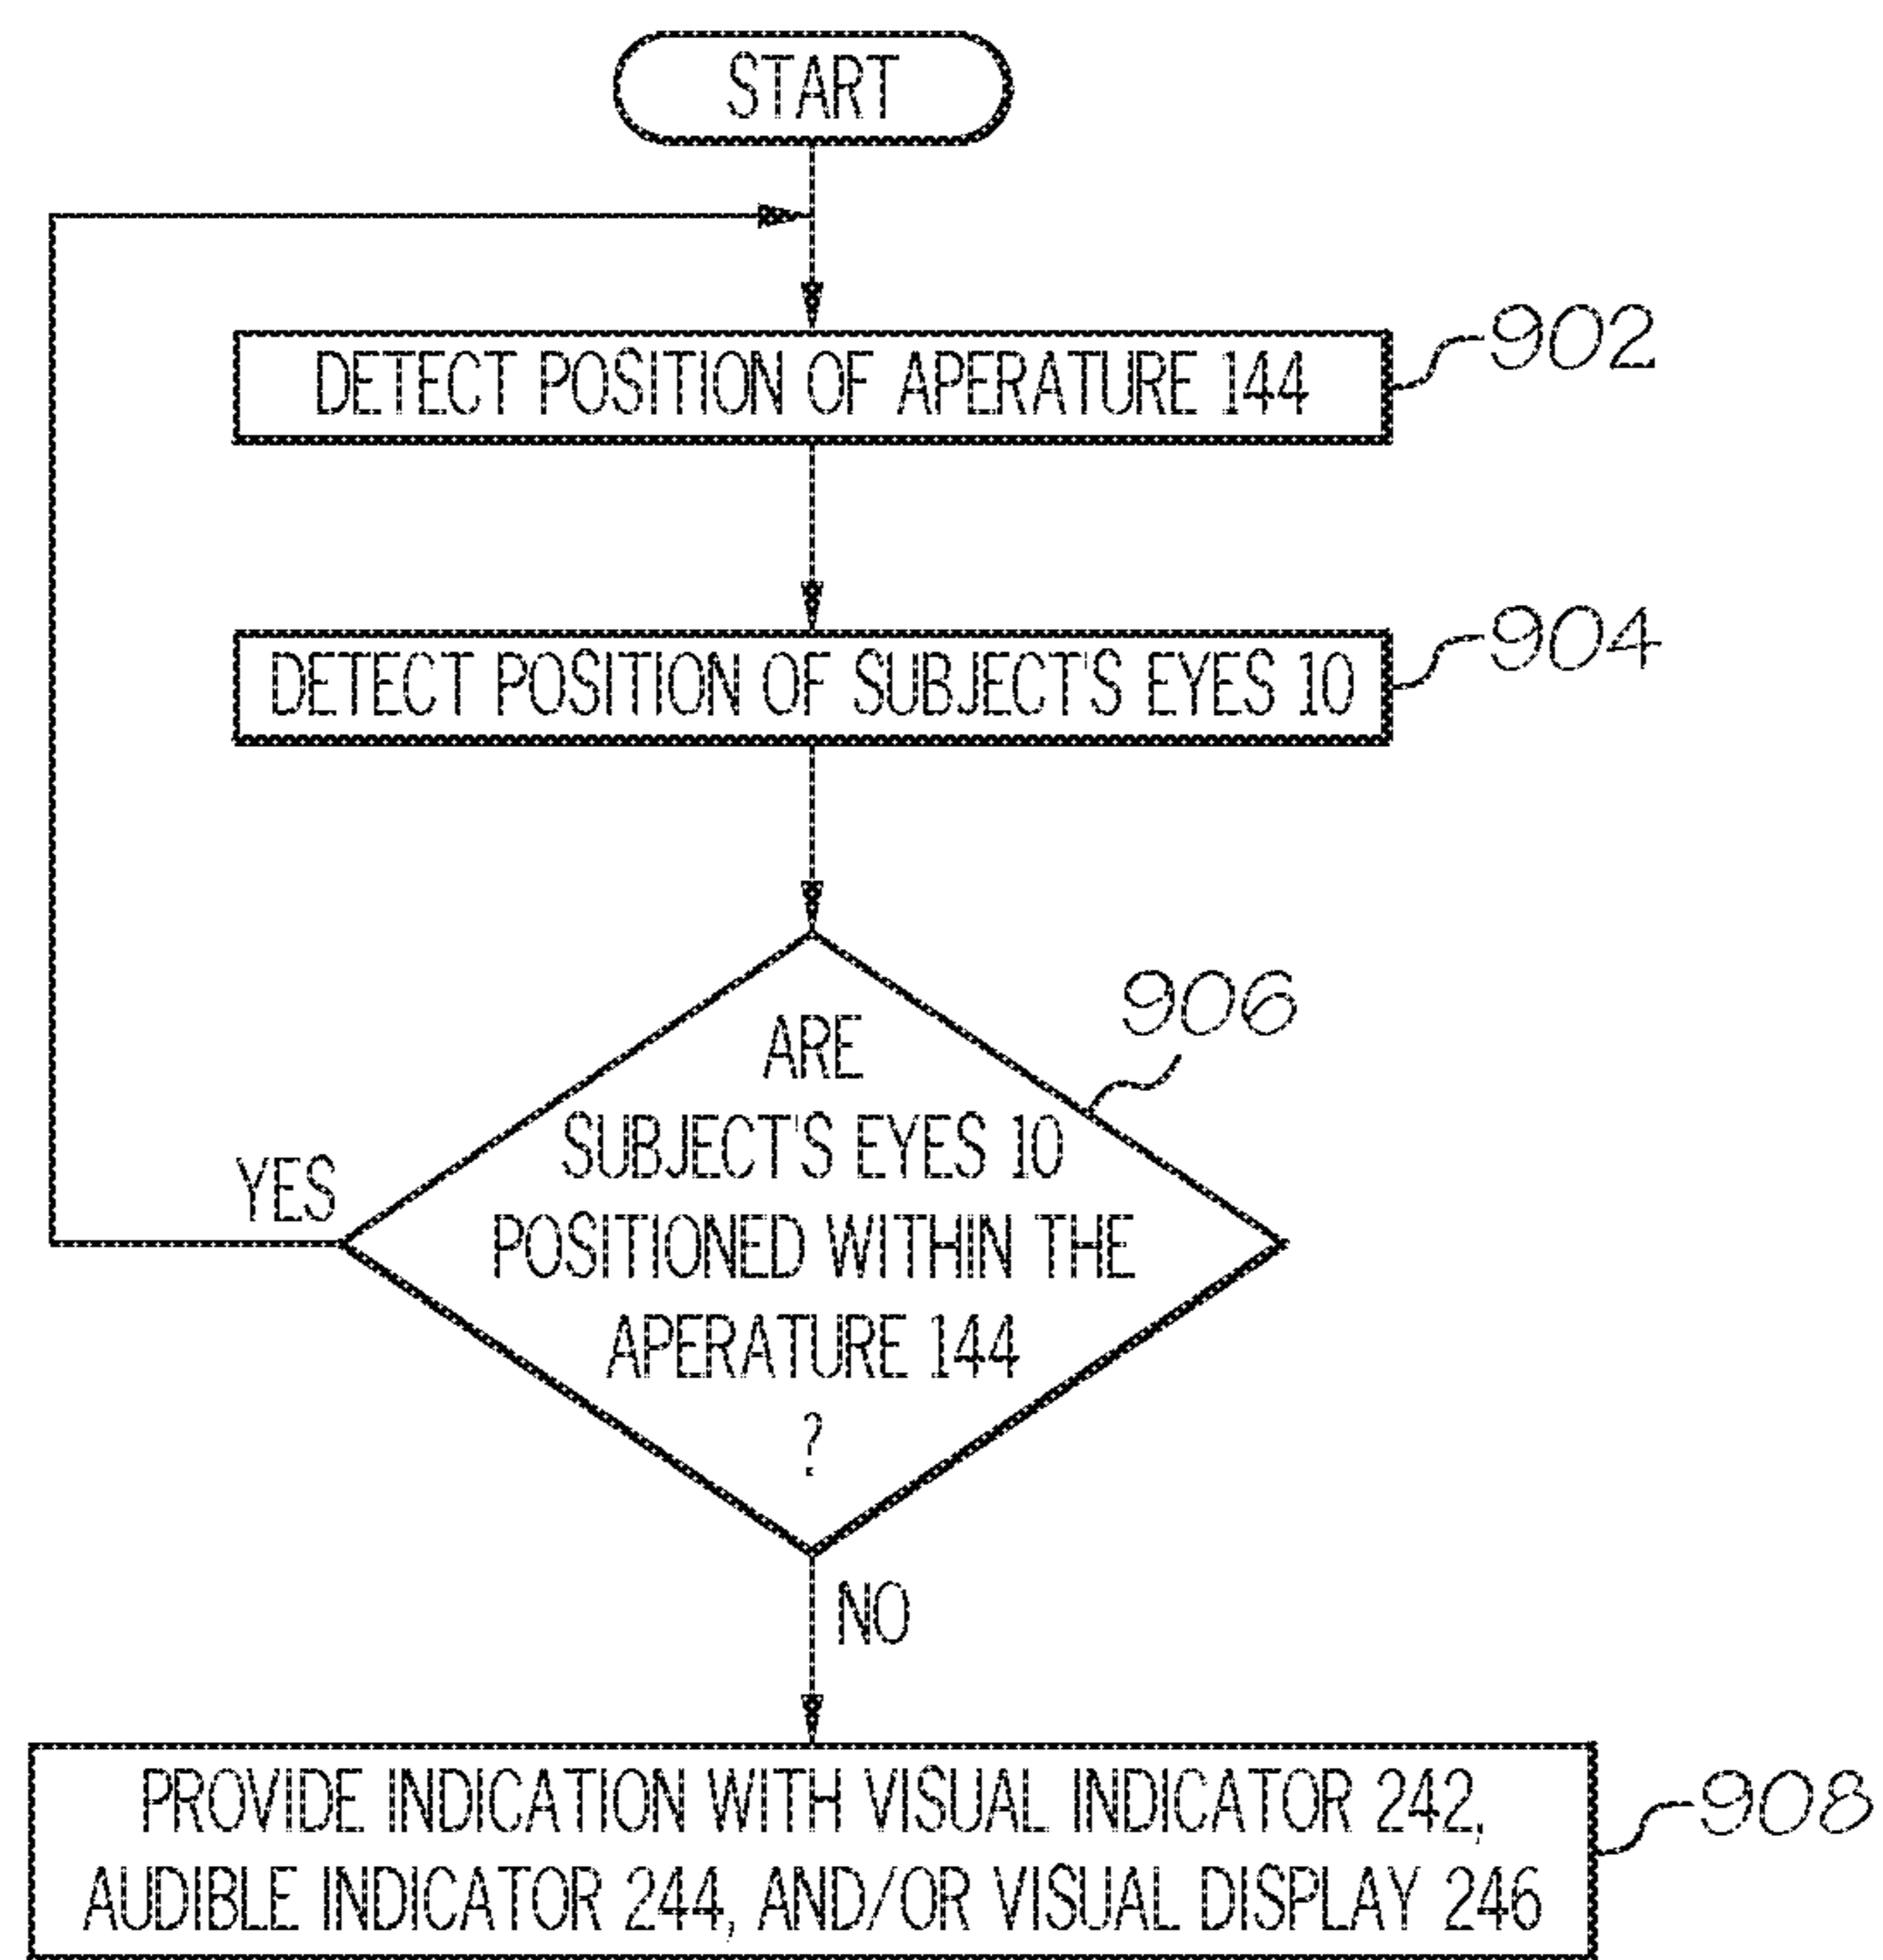 START
DETECT POSITION OF APERATURE 144
902
DETECT POSITION OF SUBJECT'S EYES 10
904
906
ARE
SUBJECT'S EYES 10
POSITIONED WITHIN THE
APERATURE 144
?
YES
NO
PROVIDE INDICATION WITH VISUAL INDICATOR 242,
AUDIBLE INDICATOR 244, AND/OR VISUAL DISPLAY 246
908